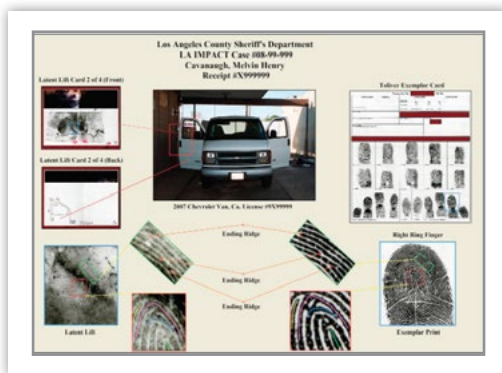 Los Angeles County Sheriff's Department
LA IMPACT Case #08-99-999
Cavanaugh, Melvin Henry
Receipt #X999999
Latent Lift Card 2 of 4 (Front)
Toliver Exemplar Card
Latent Lift Card 2 of 4 (Back)
2007 Chevrolet Van, Ca. License #9X99999
Ending Ridge
Right Ring Finger
Ending Ridge
Ending Ridge
Latent Lift
Exemplar Print